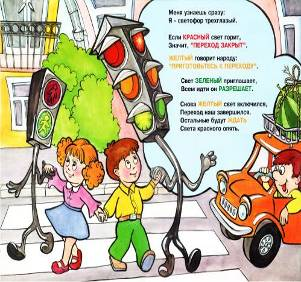 Меня узнаешь сразу:
Я - светофор трехглазый.
Если КРАСНЫЙ свет горит,
Значит, "ПЕРЕХОД ЗАКРЫТ".
ЖЕЛТЫЙ говорит народу:
"ПРИГОТОВЬТЕСЬ К ПЕРЕХОДУ".
Свет ЗЕЛЕНЫЙ приглашает,
Всем идти он РАЗРЕШАЕТ.
Снова ЖЕЛТЫЙ свет включился,
Переход наш завершился.
Остальные будут ЖДАТЬ
Света красного опять.